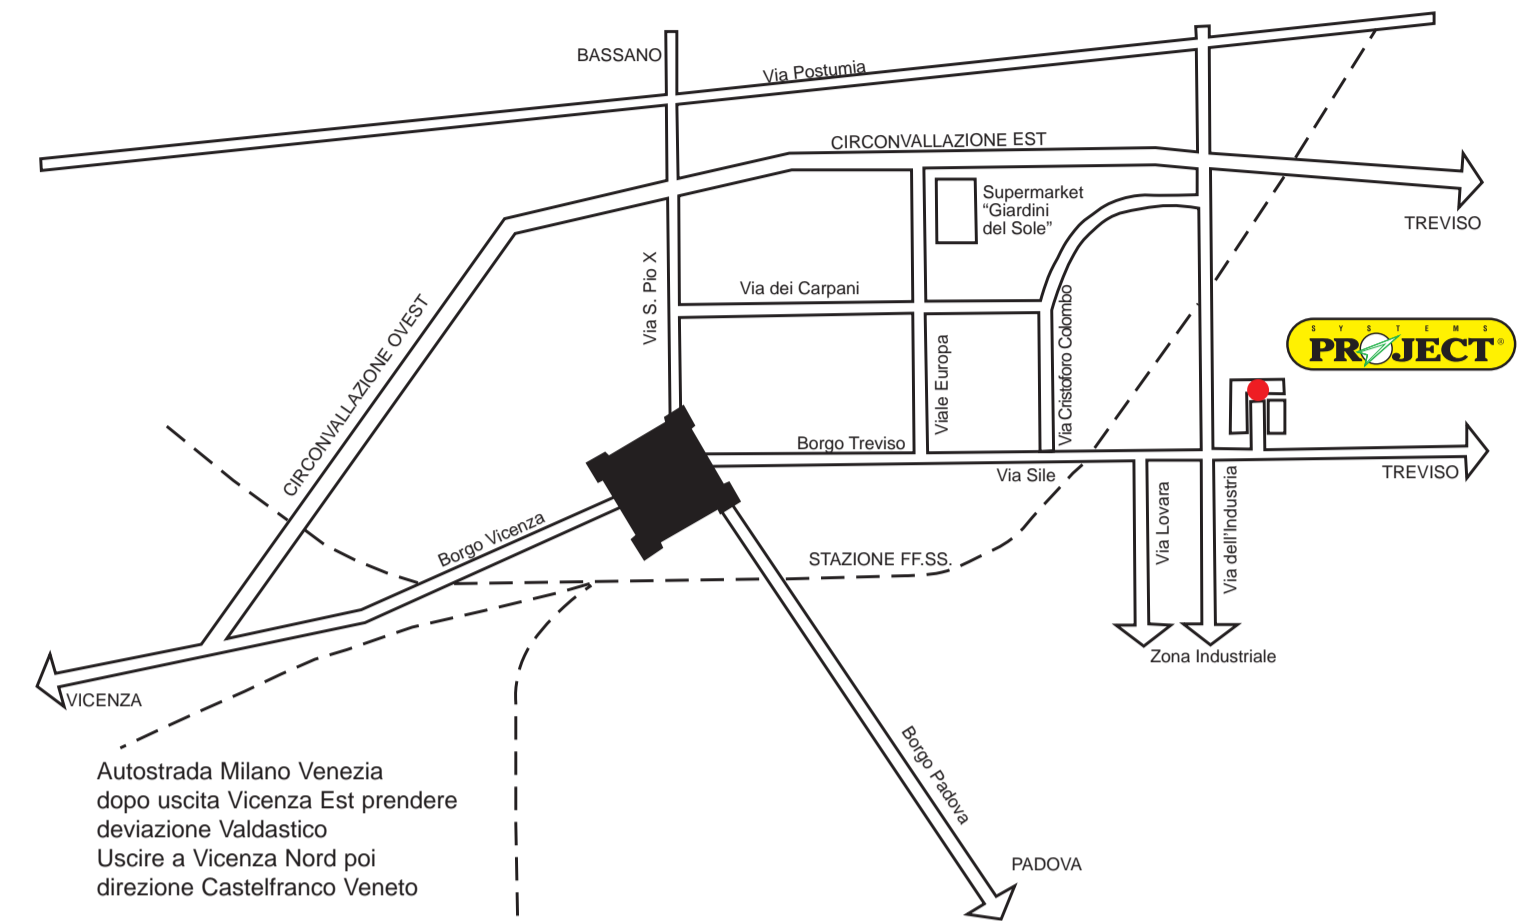 BASSANO
Via Postumia
CIRCONVALLAZIONE EST
Supermarket
“Giardini
del Sole”
TREVISO
Via S. Pio X
Via dei Carpani
CIRCONVALLAZIONE OVEST
Viale Europa
Via Cristoforo Colombo
SYSTEMS
PROJECT®
Borgo Treviso
Via Sile
TREVISO
Borgo Vicenza
STAZIONE FF.SS.
Via Lovara
Via dell'Industria
Zona Industriale
VICENZA
Borgo Padova
PADOVA
Autostrada Milano Venezia
dopo uscita Vicenza Est prendere
deviazione Valdastico
Uscire a Vicenza Nord poi
direzione Castelfranco Veneto